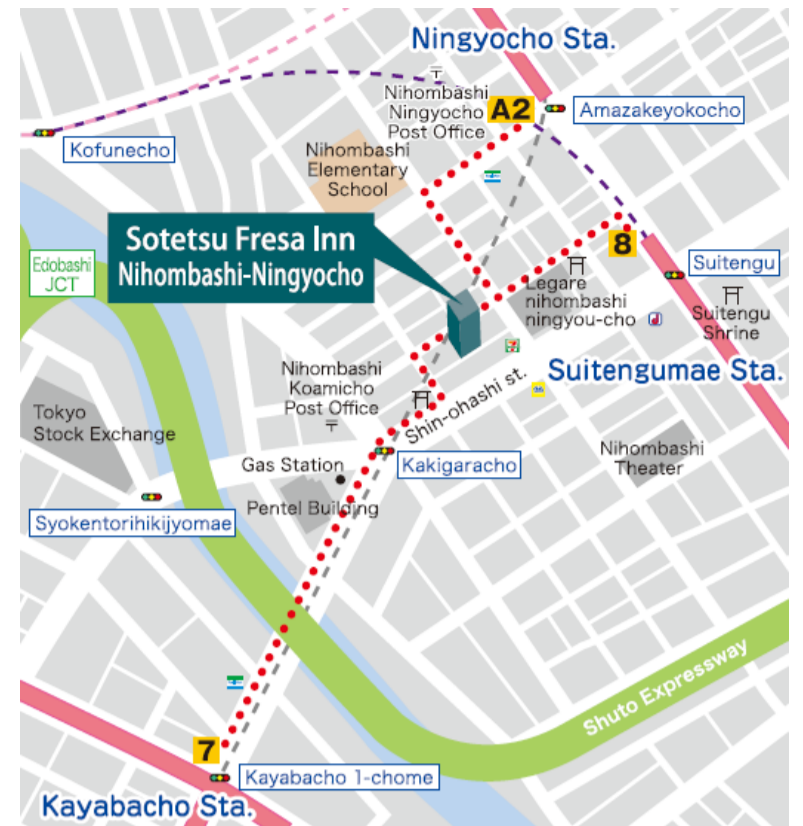 Ningyocho Sta.
〒
Nihombashi
Ningyocho
Post Office
A2
Amazakeyokocho
Kofunecho
Nihombashi
Elementary
School
Sotetsu Fresa Inn
Nihombashi-Ningyocho
8
Edobashi
JCT
Suitengu
Legare
nihombashi
ningyou-cho
Suitengu
Shrine
7
Nihombashi
Koamicho
Post Office
〒
Shin-ohashi st.
Suitengumae Sta.
Tokyo
Stock Exchange
Gas Station
Kakigaracho
Nihombashi
Theater
Pentel Building
Syokentorihikijyomae
Shuto Expressway
7
Kayabacho 1-chome
Kayabacho Sta.